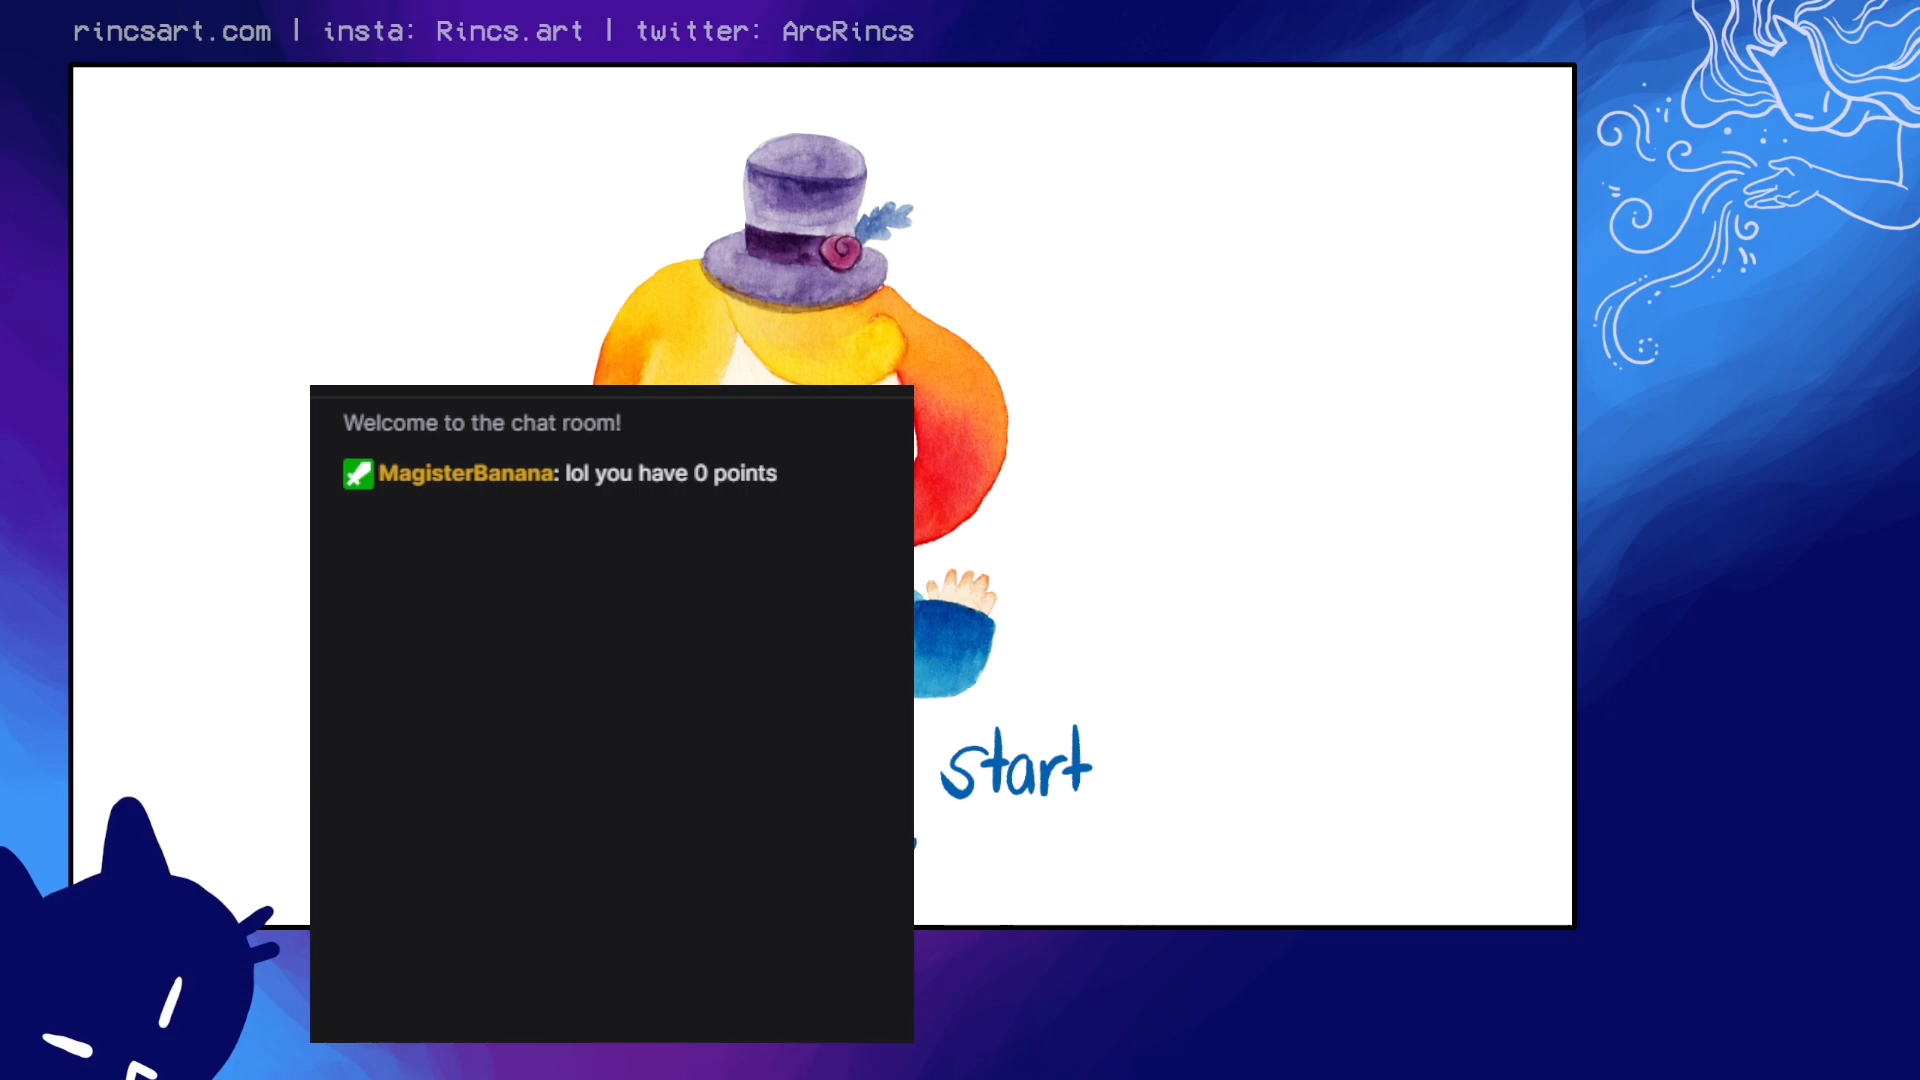 rincsart.com | insta: Rincs.art | twitter: ArcRincs
Welcome to the chat room!
MagisterBanana: lol you have 0 points
start